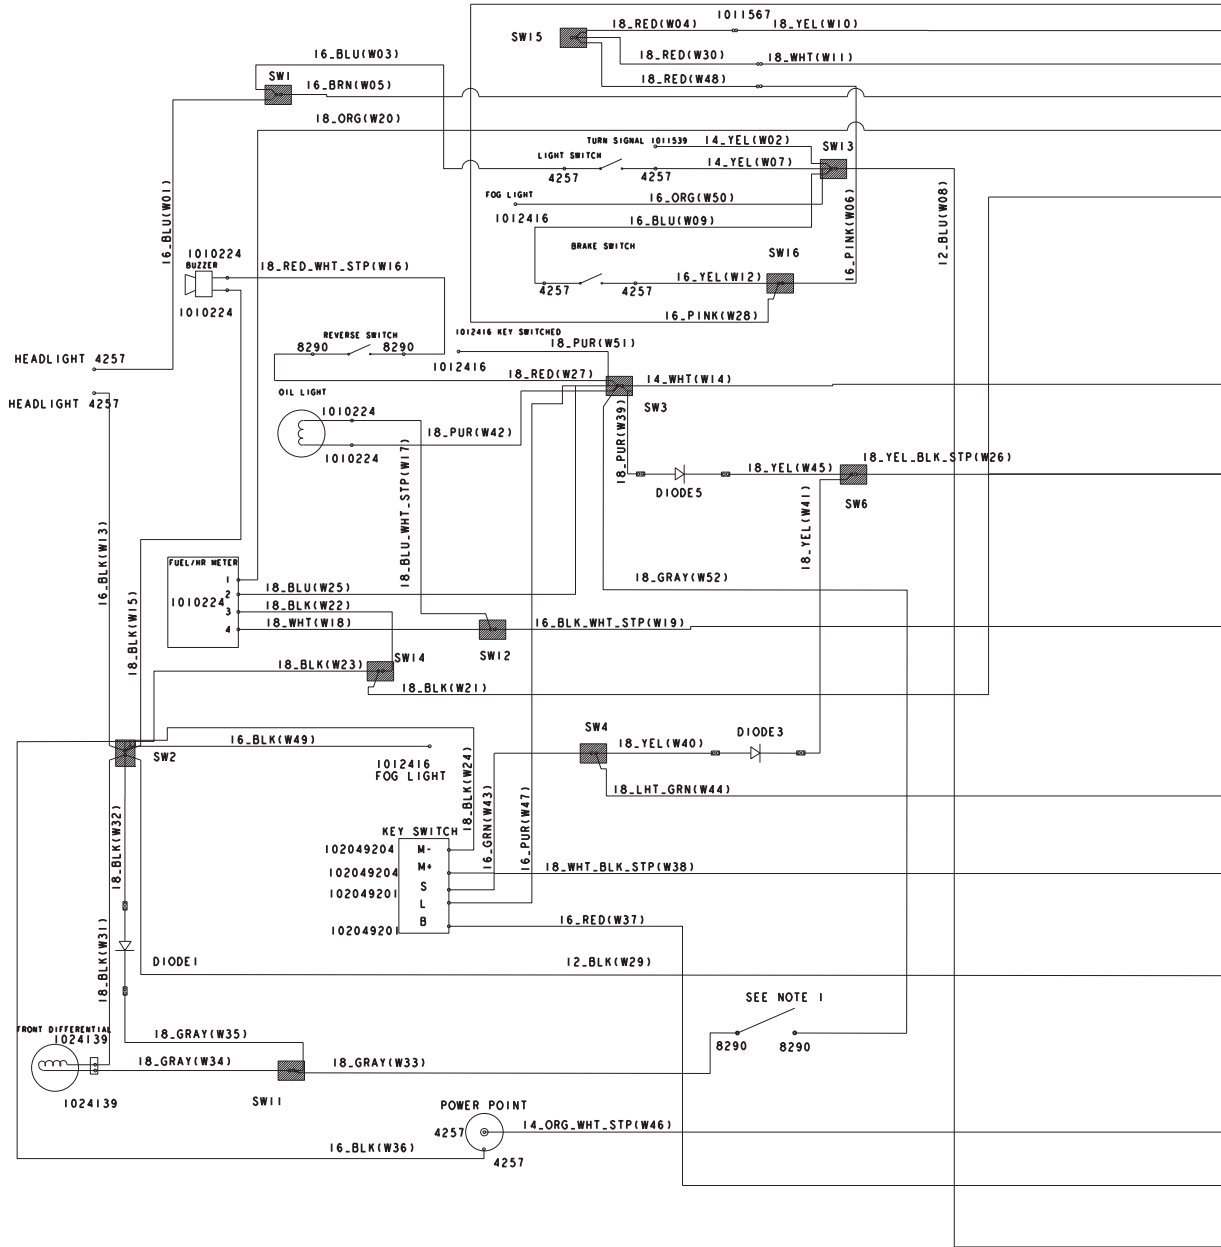 1011567
18_RED(W04)
18_YEL(W10)
SW15
16_BLU(W03)
18_RED(W30)
18_WHT(W11)
SW1
16_BRN(W05)
18_RED(W48)
18_ORG(W20)
TURN SIGNAL 1011539
14_YEL(W02)
SW13
LIGHT SWITCH
14_YEL(W07)
4257
4257
FOG LIGHT
16_ORG(W50)
1012416
16_BLU(W09)
16_BLU(W01)
16_PINK(W06)
12_BLU(W08)
1010224
BUZZER
18_RED_WHT_STP(W16)
BRAKE SWITCH
SW16
16_YEL(W12)
4257
4257
1010224
16_PINK(W28)
REVERSE SWITCH
1012416 KEY SWITCHED
8290
8290
18_PUR(W51)
HEADLIGHT 4257
1012416
18_RED(W27)
14_WHT(W14)
OIL LIGHT
HEADLIGHT 4257
1010224
SW3
18_PUR(W42)
18_PUR(W39)
1010224
18_BLU_WHT_STP(W17)
18_YEL(W45)
18_YEL_BLK_STP(W26)
DIODE5
SW6
18_YEL(W41)
16_BLK(W13)
FUEL/HR METER
1
2
1010224
3
4
18_BLU(W25)
18_BLK(W22)
18_WHT(W18)
18_GRAY(W52)
18_BLK(W15)
16_BLK_WHT_STP(W19)
SW12
SW14
18_BLK(W23)
18_BLK(W21)
SW4
DIODE3
16_BLK(W49)
18_YEL(W40)
SW2
1012416
FOG LIGHT
18_BLK(W24)
18_LHT_GRN(W44)
16_GRN(W43)
16_PUR(W47)
18_BLK(W32)
KEY SWITCH
102049204
M-
102049204
M+
18_WHT_BLK_STP(W38)
102049201
S
L
102049201
B
16_RED(W37)
18_BLK(W31)
DIODE1
12_BLK(W29)
SEE NOTE 1
FRONT DIFFERENTIAL
1024139
18_GRAY(W35)
8290
8290
18_GRAY(W34)
18_GRAY(W33)
1024139
SW11
POWER POINT
4257
14_ORG_WHT_STP(W46)
16_BLK(W36)
4257